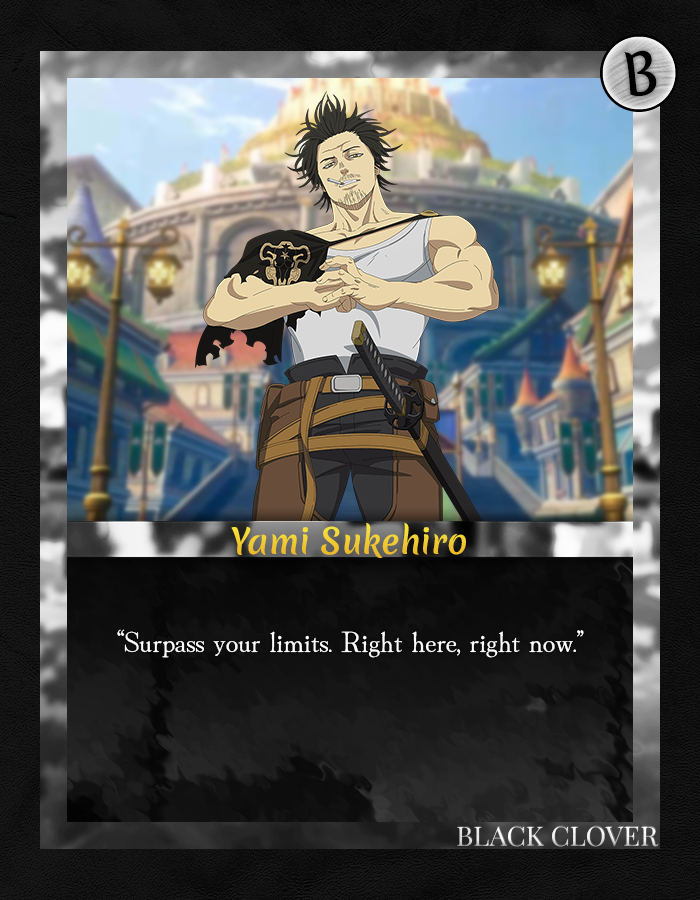 B
Yami Sukehiro
“Surpass your limits. Right here, right now.”
BLACK CLOVER